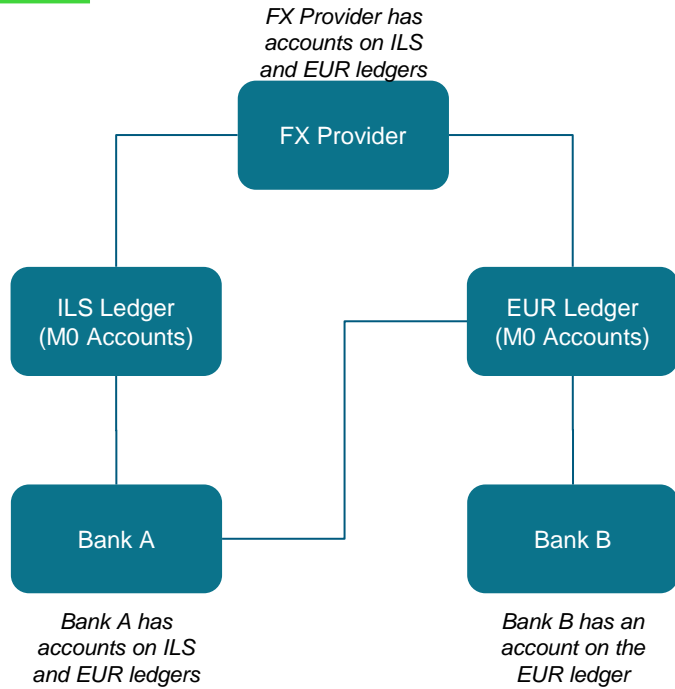 FX Provider has
accounts on ILS
and EUR ledgers
FX Provider
ILS Ledger
(M0 Accounts)
EUR Ledger
(M0 Accounts)
Bank A
Bank B
Bank A has
accounts on ILS
and EUR ledgers
Bank B has an
account on the
EUR ledger